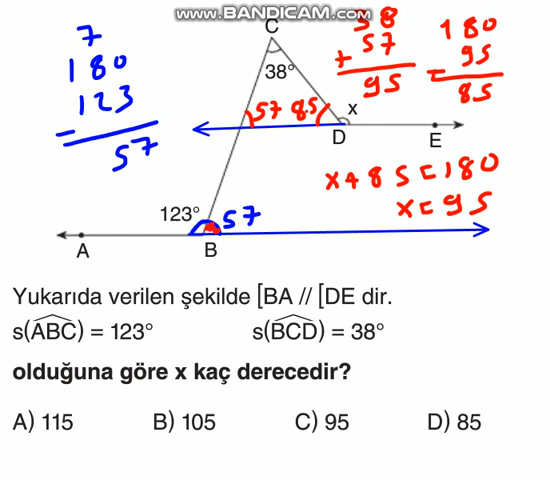 www.BANDICAM.com
C
38°
7
180
123
57
38
+57
95
180
95
85
57 85
x
D
E
x+85=180
x=95
123°
57
A
B
Yukarıda verilen şekilde [BA // [DE dir.
s(ABC) = 123° s(BCD) = 38°
olduğuna göre x kaç derecedir?
A) 115 B) 105 C) 95 D) 85